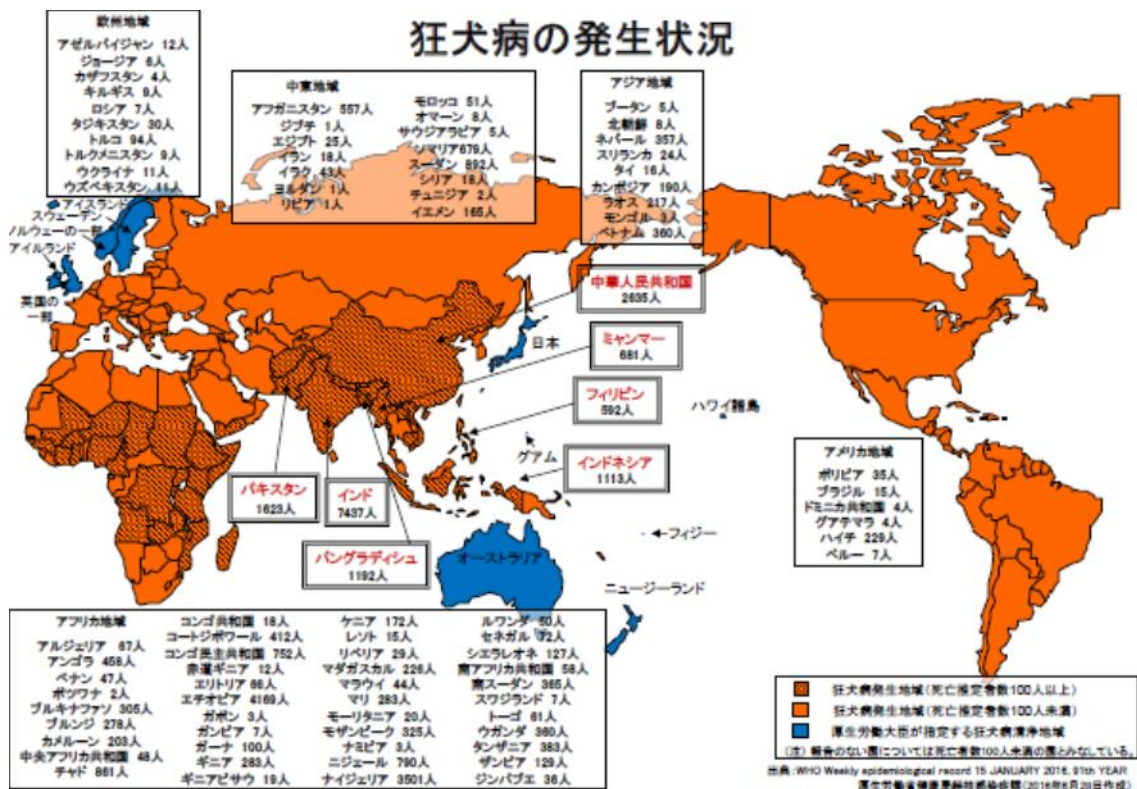 狂犬病の発生状況
欧州地域
アゼルバイジャン 12人
ジョージア 6人
カザフスタン 4人
キルギス 9人
ロシア 7人
タジキスタン 30人
トルコ 94人
トルクメニスタン 9人
ウクライナ 11人
ウズベキスタン 11人
中東地域
アフガニスタン 557人
ジブチ 1人
エジプト 25人
イラン 18人
イラク 43人
ヨルダン 1人
リビア 1人
モロッコ 51人
オマーン 8人
サウジアラビア 5人
ソマリア679人
スーダン 892人
シリア 18人
チュニジア 2人
イエメン 165人
アジア地域
ブータン 5人
北朝鮮 8人
ネパール 357人
スリランカ 24人
タイ 16人
カンボジア 190人
ラオス 217人
モンゴル 3人
ベトナム 360人
アイスランド
スウェーデン
ノルウェーの一部
アイルランド
英国の
一部
日本
中華人民共和国
2635人
ミャンマー
681人
フィリピン
592人
ハワイ諸島
グアム
インドネシア
1113人
パキスタン
1623人
インド
7437人
バングラディシュ
1192人
オーストラリア
フィジー
ニュージーランド
アメリカ地域
ボリビア 35人
ブラジル 15人
ドミニカ共和国 4人
グアテマラ 4人
ハイチ 229人
ペルー 7人
アフリカ地域
アルジェリア 67人
アンゴラ 458人
ベナン 47人
ボツワナ 2人
ブルキナファソ 305人
ブルンジ 278人
カメルーン 203人
中央アフリカ共和国 48人
チャド 861人
コンゴ共和国 18人
コートジボワール 412人
コンゴ民主共和国 752人
赤道ギニア 12人
エリトリア 66人
エチオピア 4169人
ガボン 3人
ガンビア 7人
ガーナ 100人
ギニア 283人
ギニアビサウ 19人
ケニア 172人
レソト 15人
リベリア 29人
マダガスカル 226人
マラウイ 44人
マリ 283人
モーリタニア 20人
モザンビーク 325人
ナミビア 3人
ニジェール 790人
ナイジェリア 3501人
ルワンダ 50人
セネガル 72人
シエラレオネ 127人
南アフリカ共和国 58人
南スーダン 365人
スワジランド 7人
トーゴ 61人
ウガンダ 360人
タンザニア 383人
ザンビア 129人
ジンバブエ 36人
狂犬病発生地域(死亡推定者数100人以上)
狂犬病発生地域(死亡推定者数100人未満)
厚生労働大臣が指定する狂犬病清浄地域
(注) 報告のない国については死亡者数100人未満の国とみなしている。
出典:WHO Weekly epidemiological record 15 JANUARY 2016, 91th YEAR
厚生労働省健康局結核感染症課(2016年6月28日作成)